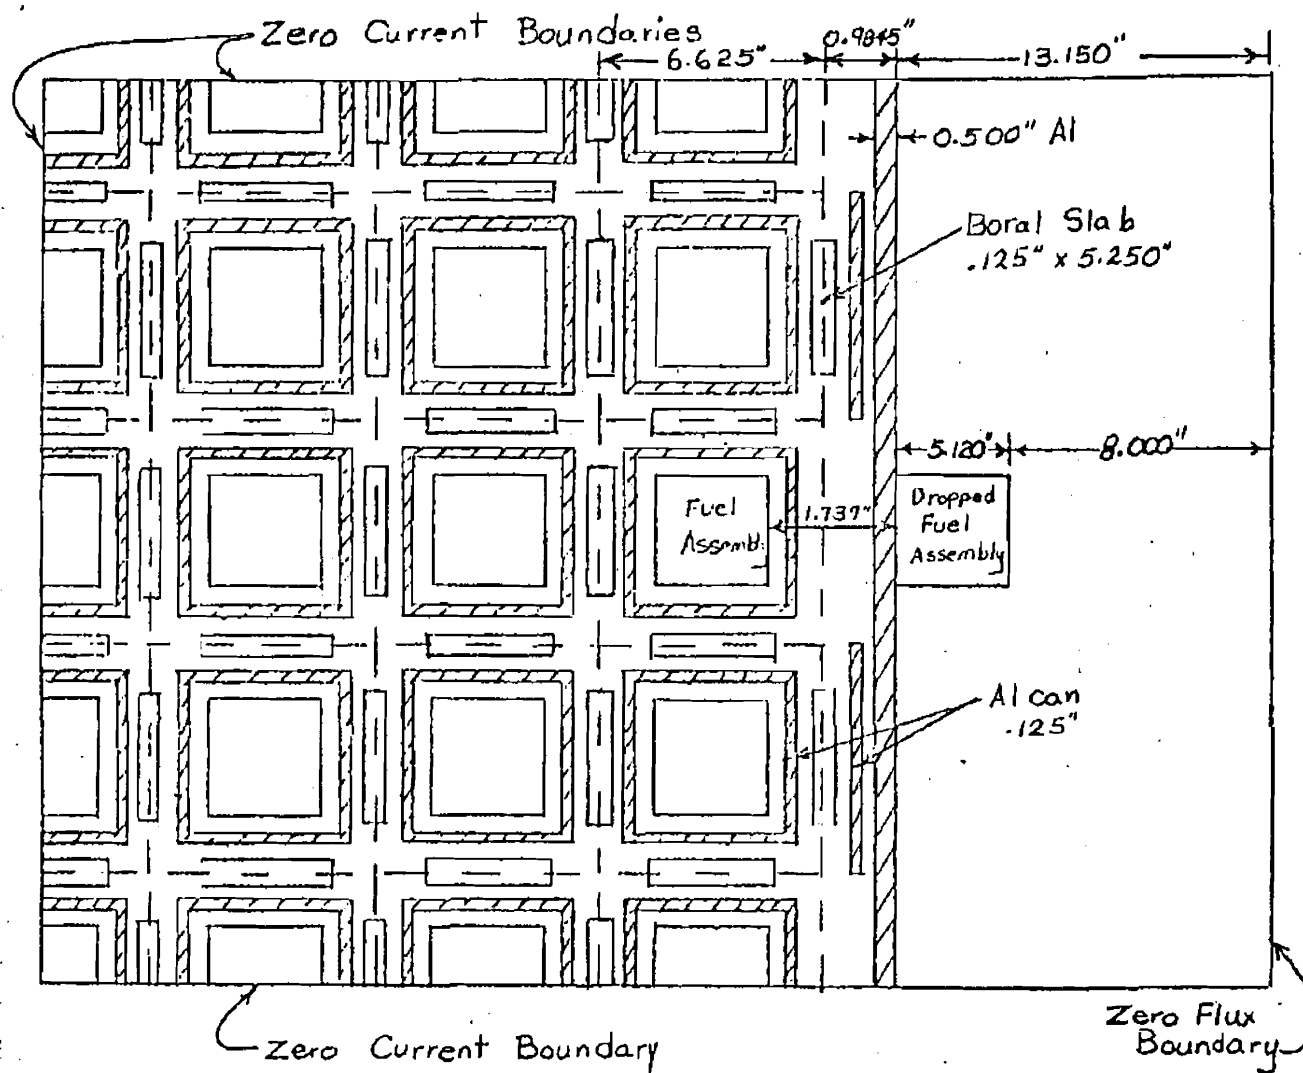 Zero Current Boundaries
6.625"
0.9845"
13.150"
0.500" Al
Boral Slab
.125" x 5.250"
5.120"
8.000"
Fuel
Assembl.
1.737"
Dropped
Fuel
Assembly
Al can
.125"
Zero Current Boundary
Zero Flux
Boundary